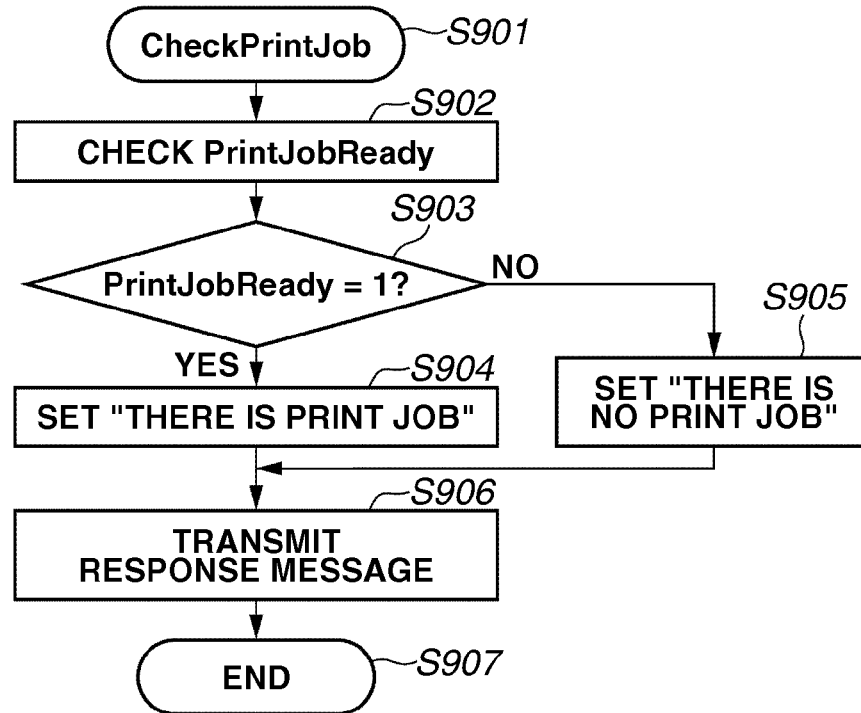 CheckPrintJob
S901
S902
CHECK PrintJobReady
S903
PrintJobReady = 1?
NO
YES
S904
S905
SET "THERE IS PRINT JOB"
SET "THERE IS
NO PRINT JOB"
S906
TRANSMIT
RESPONSE MESSAGE
END
S907